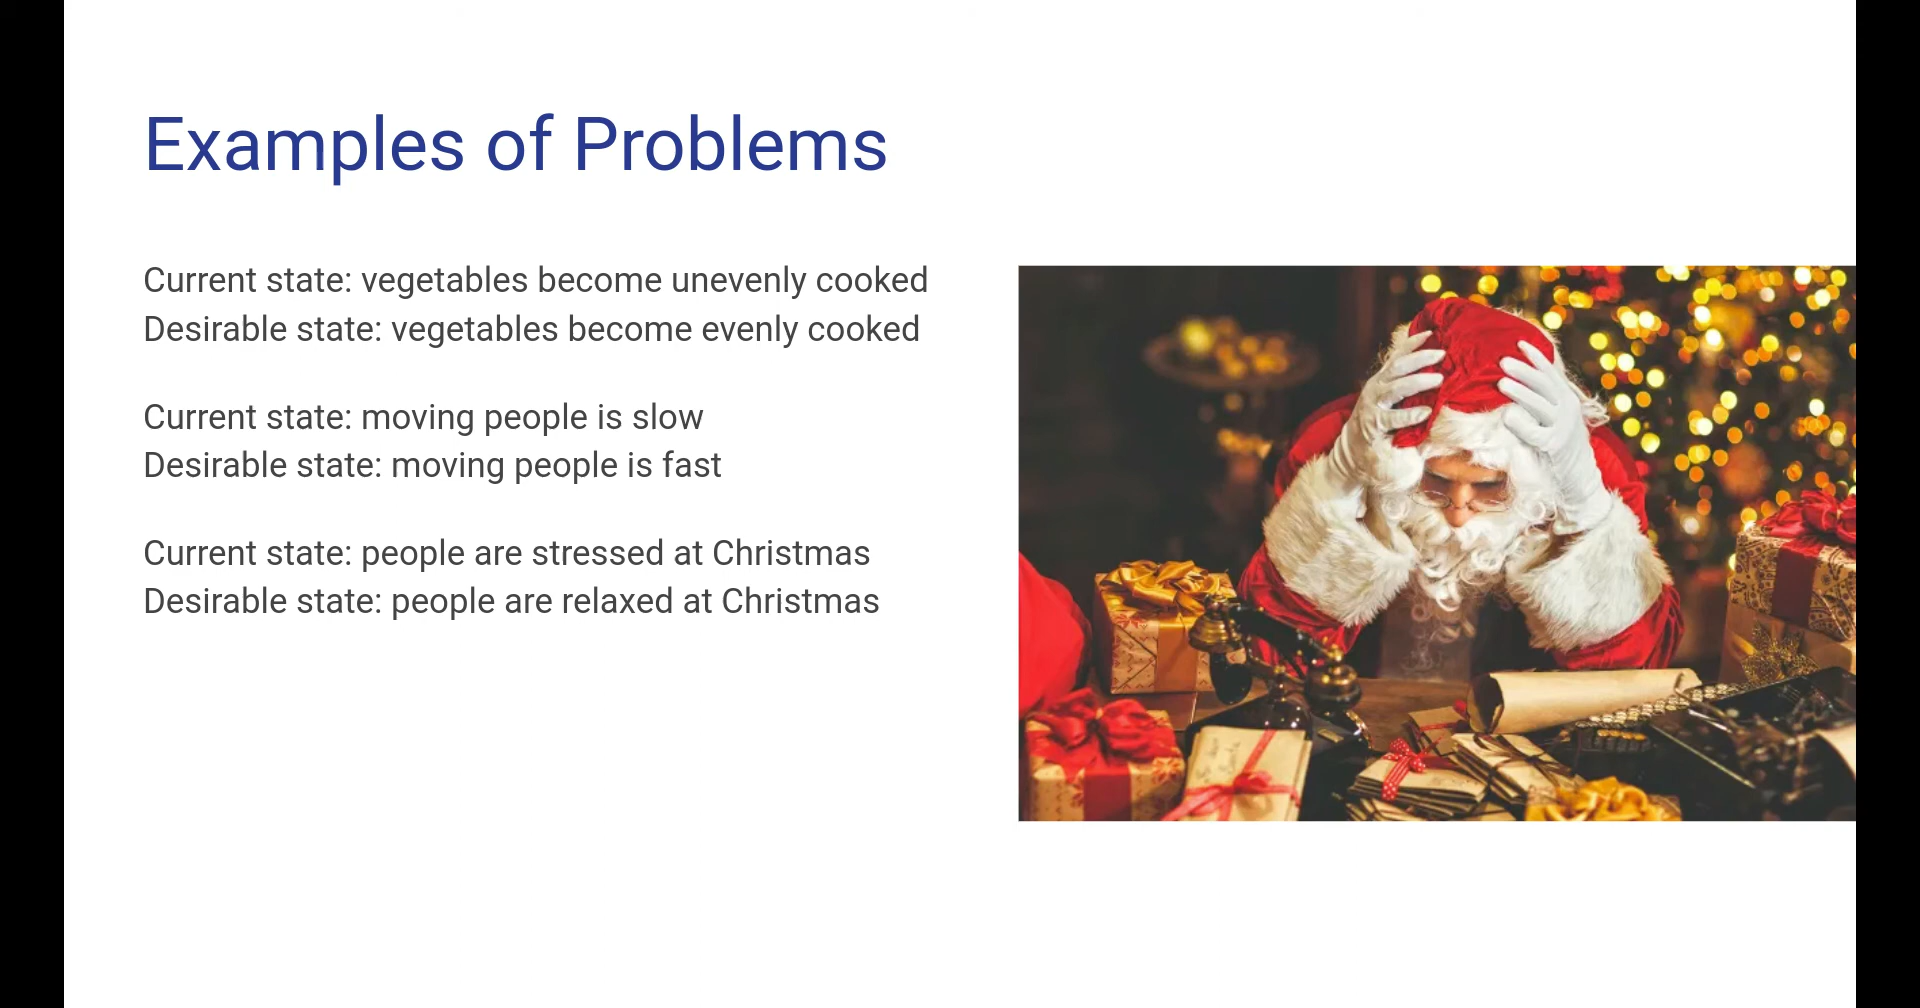 Examples of Problems
Current state: vegetables become unevenly cooked
Desirable state: vegetables become evenly cooked
Current state: moving people is slow
Desirable state: moving people is fast
Current state: people are stressed at Christmas
Desirable state: people are relaxed at Christmas